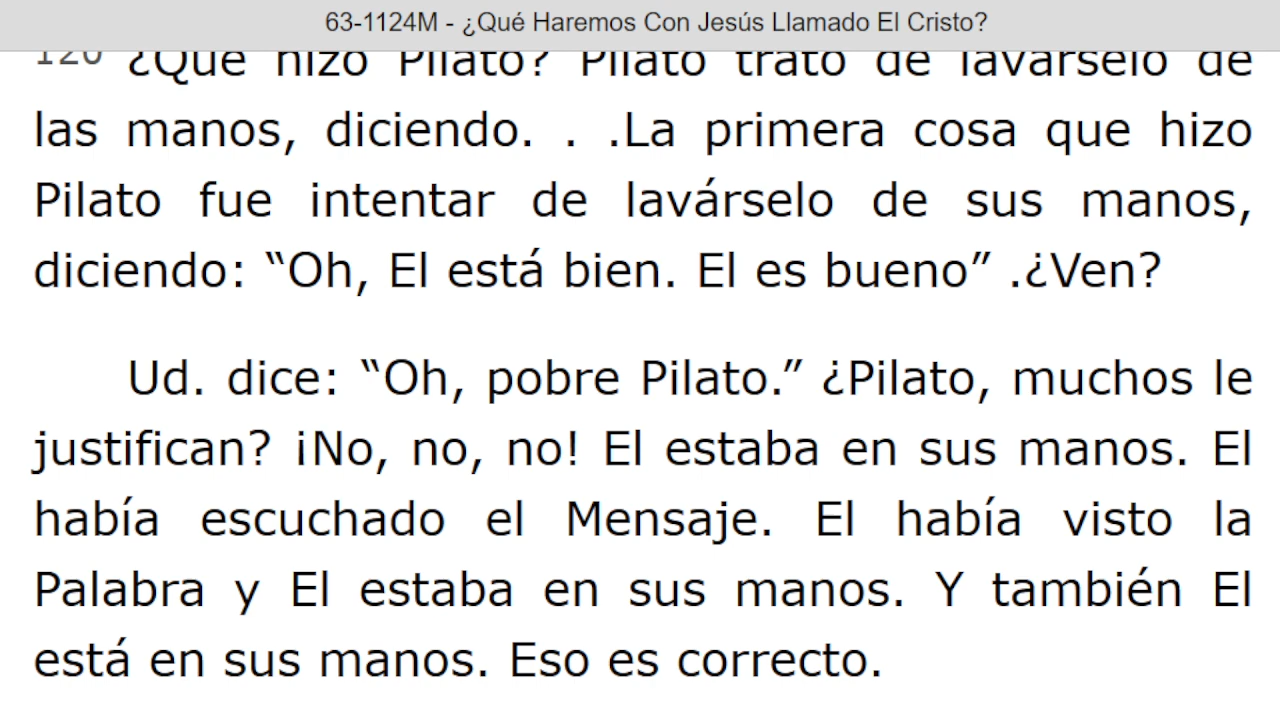 63-1124M - ¿Qué Haremos Con Jesús Llamado El Cristo?
120 ¿Qué hizo Pilato? Pilato trató de lavárselo de
las manos, diciendo. . .La primera cosa que hizo
Pilato fue intentar de lavárselo de sus manos,
diciendo: “Oh, El está bien. El es bueno” .¿Ven?
Ud. dice: “Oh, pobre Pilato.” ¿Pilato, muchos le
justifican? ¡No, no, no! El estaba en sus manos. El
había escuchado el Mensaje. El había visto la
Palabra y El estaba en sus manos. Y también El
está en sus manos. Eso es correcto.